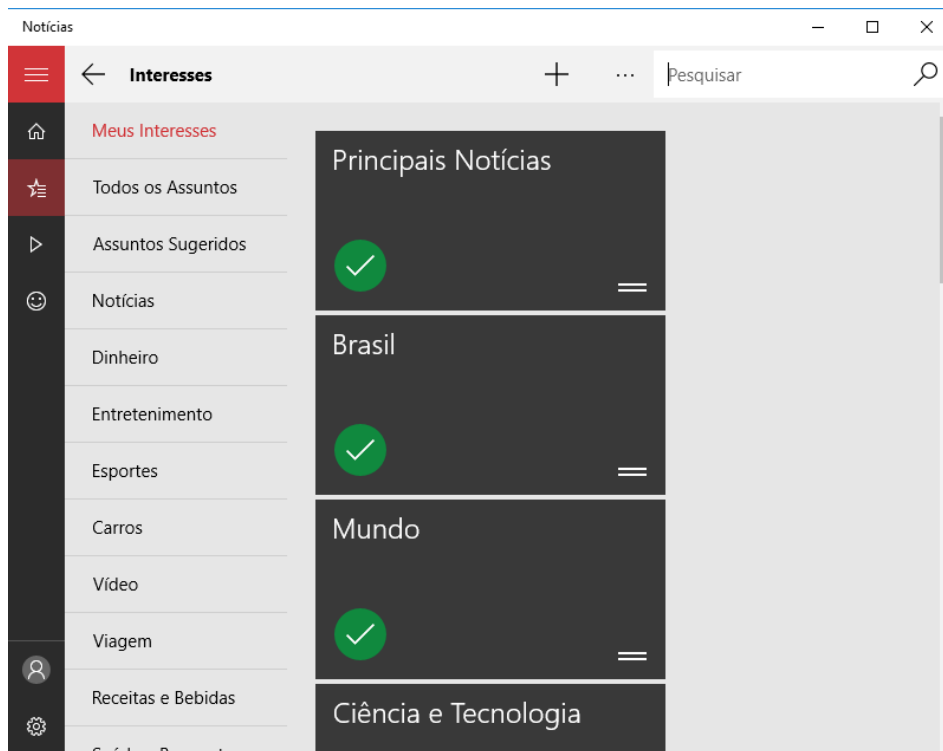 Notícias
Interesses
Pesquisar
Meus Interesses
Todos os Assuntos
Assuntos Sugeridos
Notícias
Dinheiro
Entretenimento
Esportes
Carros
Vídeo
Viagem
Receitas e Bebidas
Principais Notícias
Brasil
Mundo
Ciência e Tecnologia